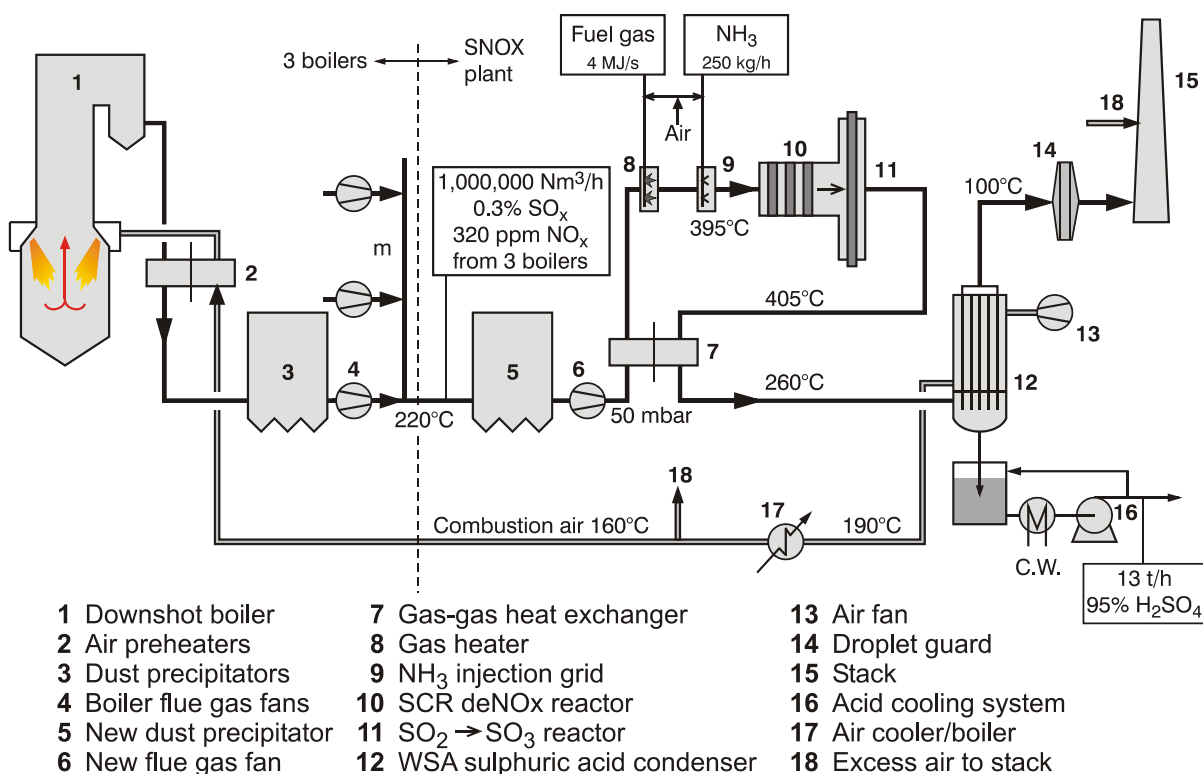 1
3 boilers
SNOX
plant
Fuel gas
4 MJ/s
NH₃
250 kg/h
Air
15
18
14
8
9
10
11
100°C
395°C
1,000,000 Nm³/h
0.3% SOₓ
320 ppm NOₓ
from 3 boilers
m
2
405°C
13
7
3
4
5
6
260°C
12
220°C
50 mbar
18
17
Combustion air 160°C
190°C
16
C.W.
13 t/h
95% H₂SO₄
1 Downshot boiler
2 Air preheaters
3 Dust precipitators
4 Boiler flue gas fans
5 New dust precipitator
6 New flue gas fan
7 Gas-gas heat exchanger
8 Gas heater
9 NH₃ injection grid
10 SCR deNOx reactor
11 SO₂ → SO₃ reactor
12 WSA sulphuric acid condenser
13 Air fan
14 Droplet guard
15 Stack
16 Acid cooling system
17 Air cooler/boiler
18 Excess air to stack